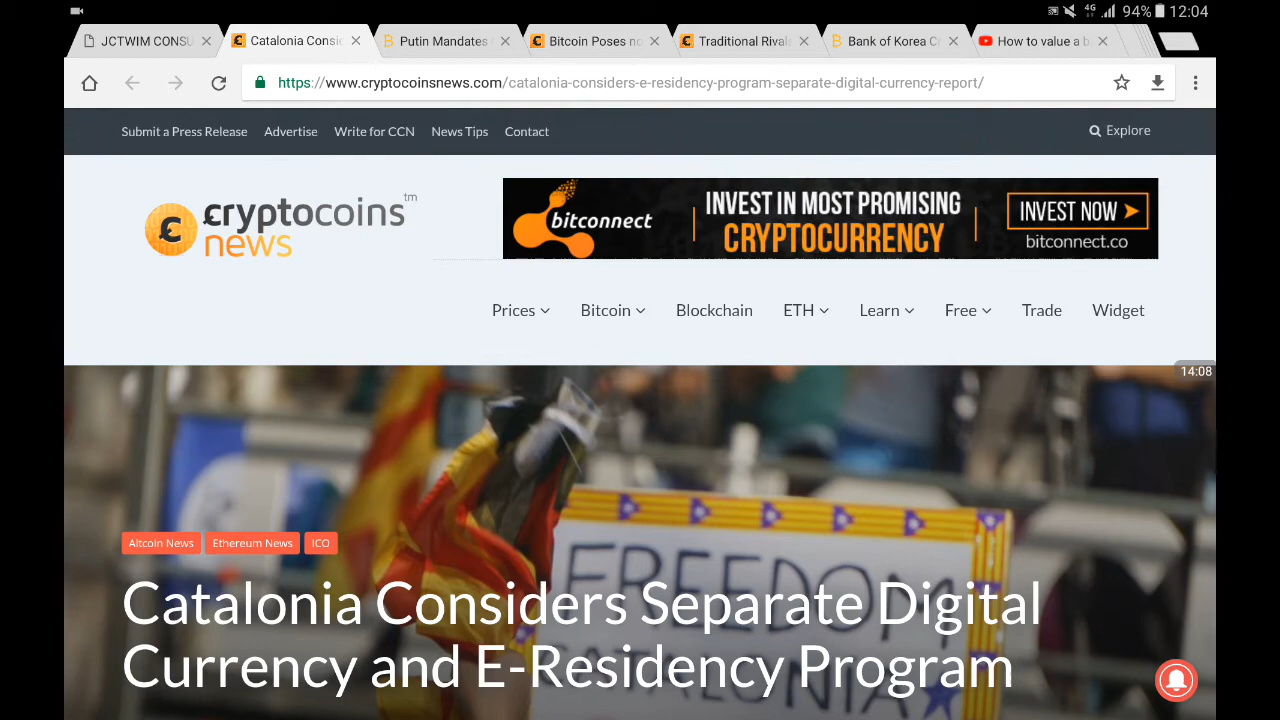 4G 94% 12:04
JCTWIM CONSU
Catalonia Consid
Putin Mandates
Bitcoin Poses no
Traditional Rivals
Bank of Korea C
How to value a b
https://www.cryptocoinsnews.com/catalonia-considers-e-residency-program-separate-digital-currency-report/
Submit a Press Release Advertise Write for CCN News Tips Contact Explore
cryptocoins™
news
bitconnect
INVEST IN MOST PROMISING
CRYPTOCURRENCY
INVEST NOW
bitconnect.co
Prices Bitcoin Blockchain ETH Learn Free Trade Widget
14:08
FREEDOM
CATALONIA
Altcoin News Ethereum News ICO
Catalonia Considers Separate Digital
Currency and E-Residency Program